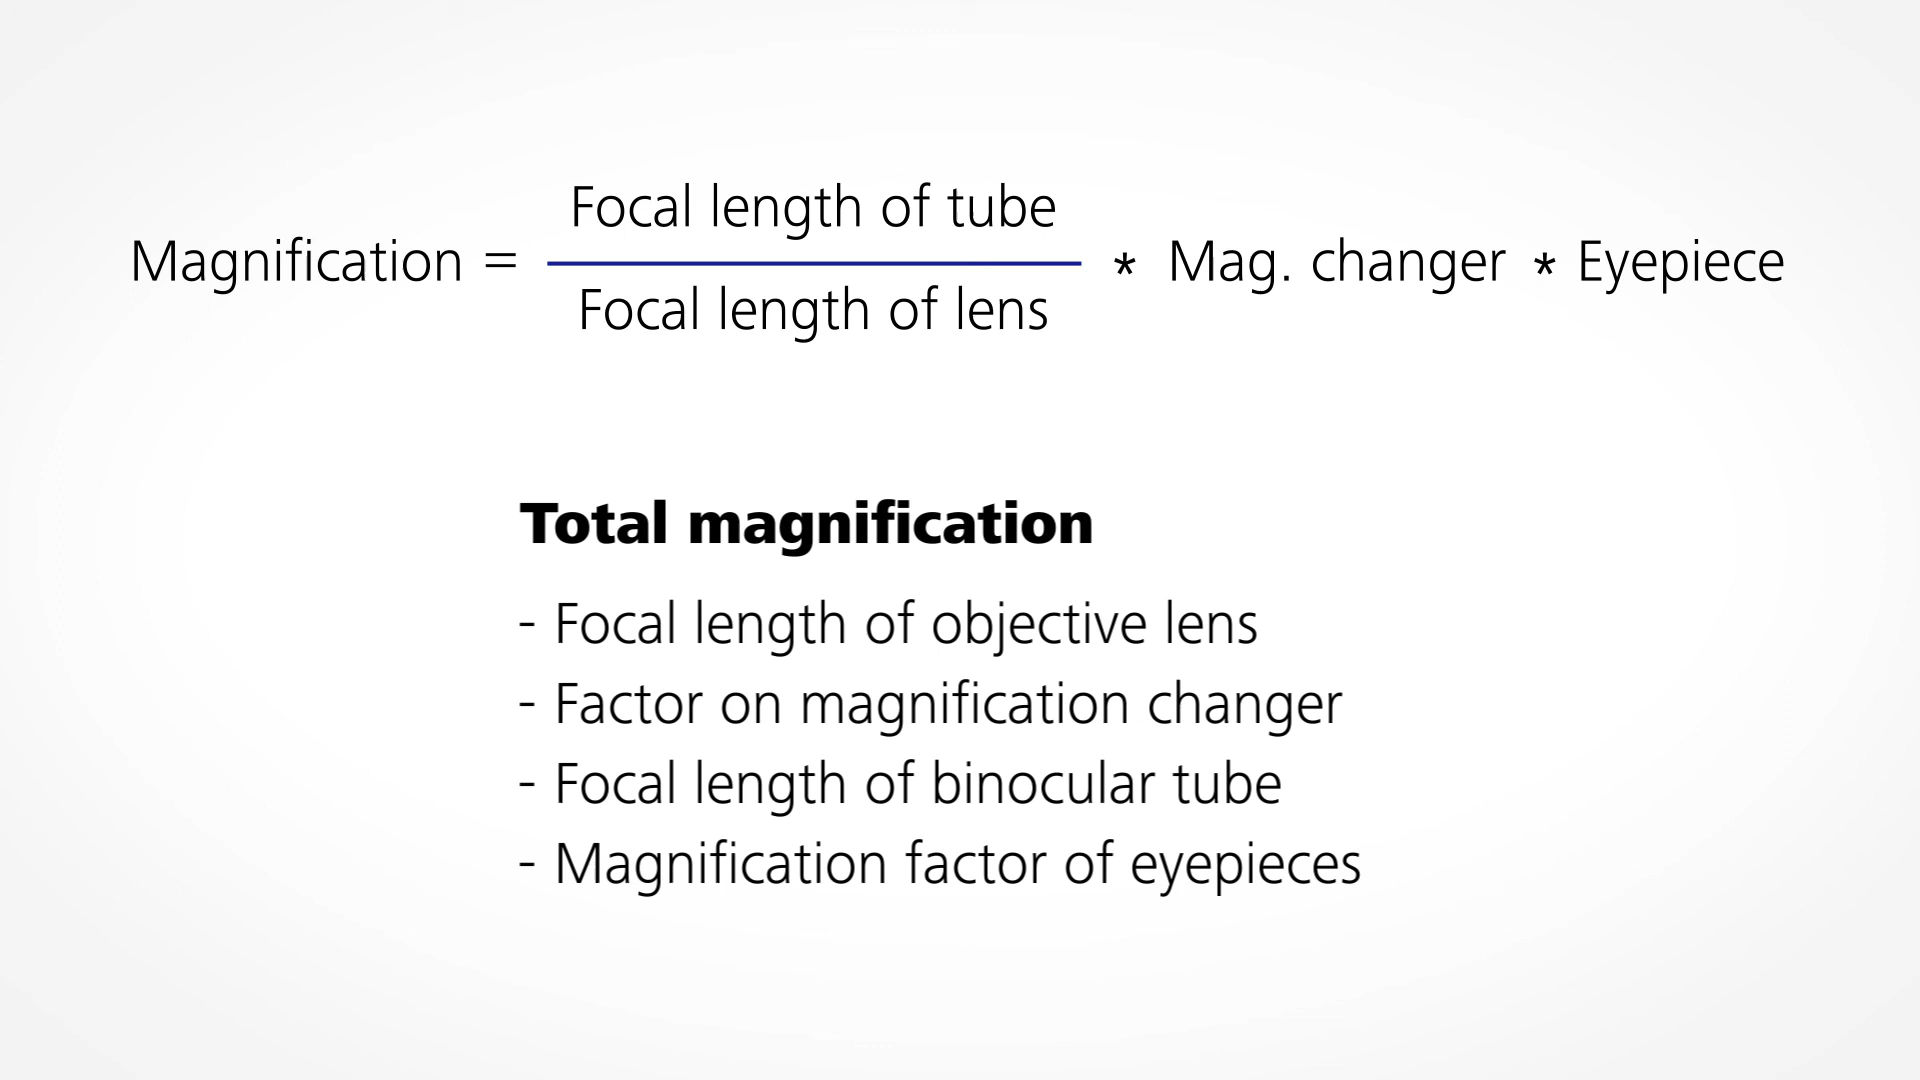 Focal length of tube
Magnification = * Mag. changer * Eyepiece
Focal length of lens
Total magnification
- Focal length of objective lens
- Factor on magnification changer
- Focal length of binocular tube
- Magnification factor of eyepieces